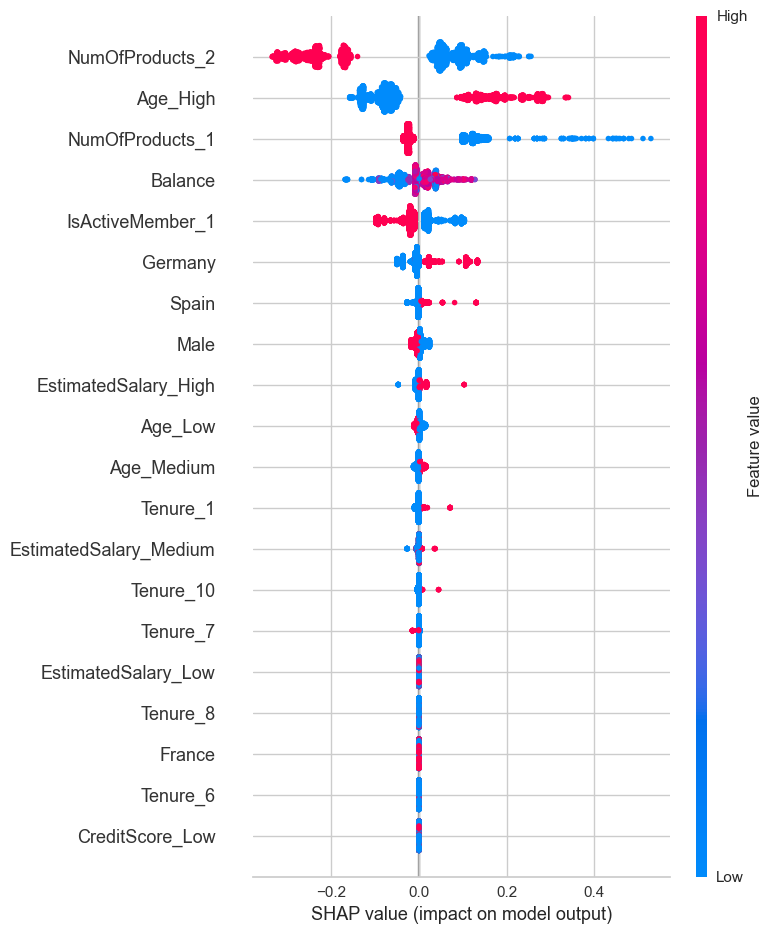 High
NumOfProducts_2
Age_High
NumOfProducts_1
Balance
IsActiveMember_1
Germany
Spain
Male
EstimatedSalary_High
Age_Low
Age_Medium
Tenure_1
EstimatedSalary_Medium
Tenure_10
Tenure_7
EstimatedSalary_Low
Tenure_8
France
Tenure_6
CreditScore_Low
Feature value
Low
−0.2 0.0 0.2 0.4
SHAP value (impact on model output)